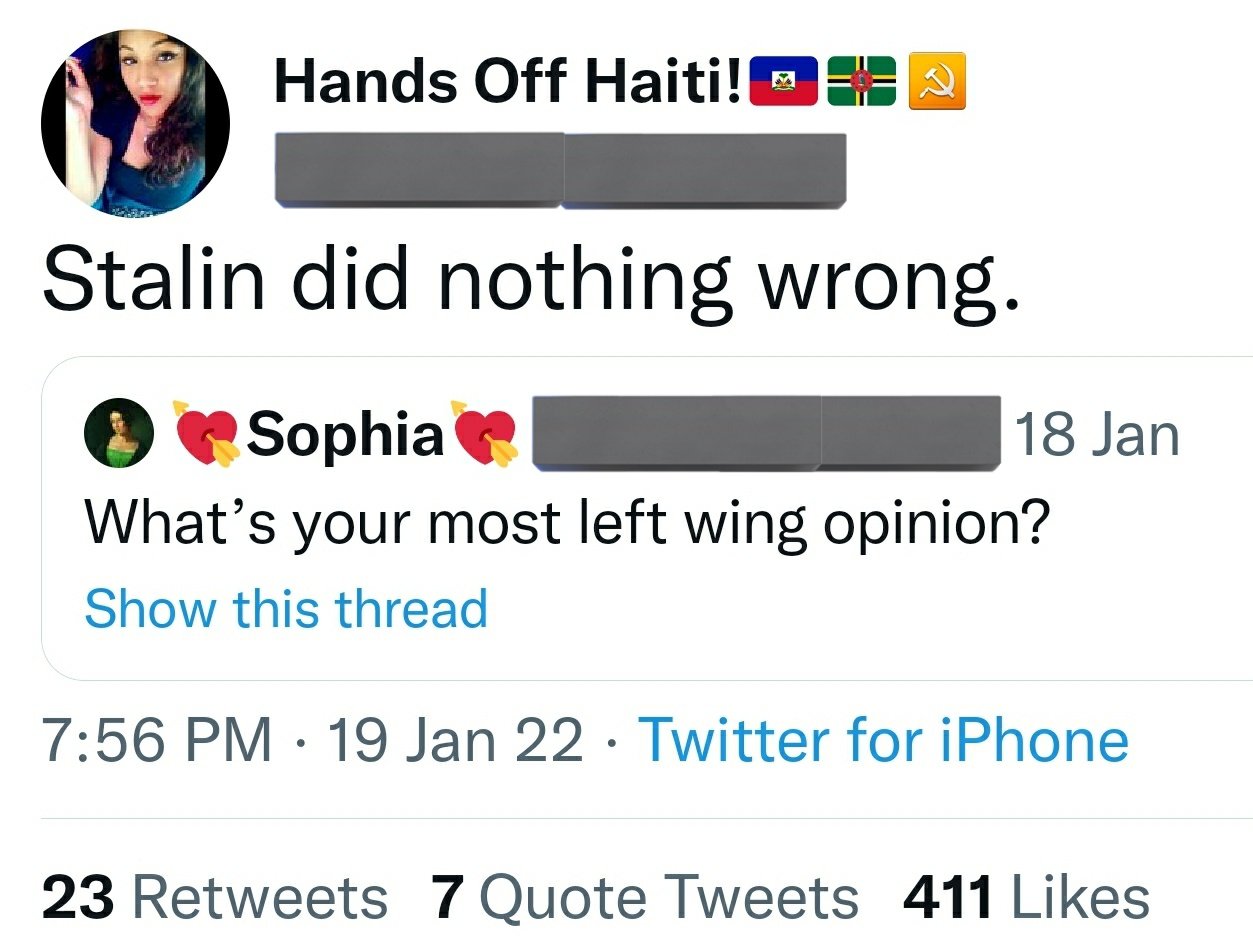 Hands Off Haiti!🇭🇹🇩🇲☭
Stalin did nothing wrong.
💘Sophia💘 18 Jan
What’s your most left wing opinion?
Show this thread
7:56 PM · 19 Jan 22 · Twitter for iPhone
23 Retweets 7 Quote Tweets 411 Likes